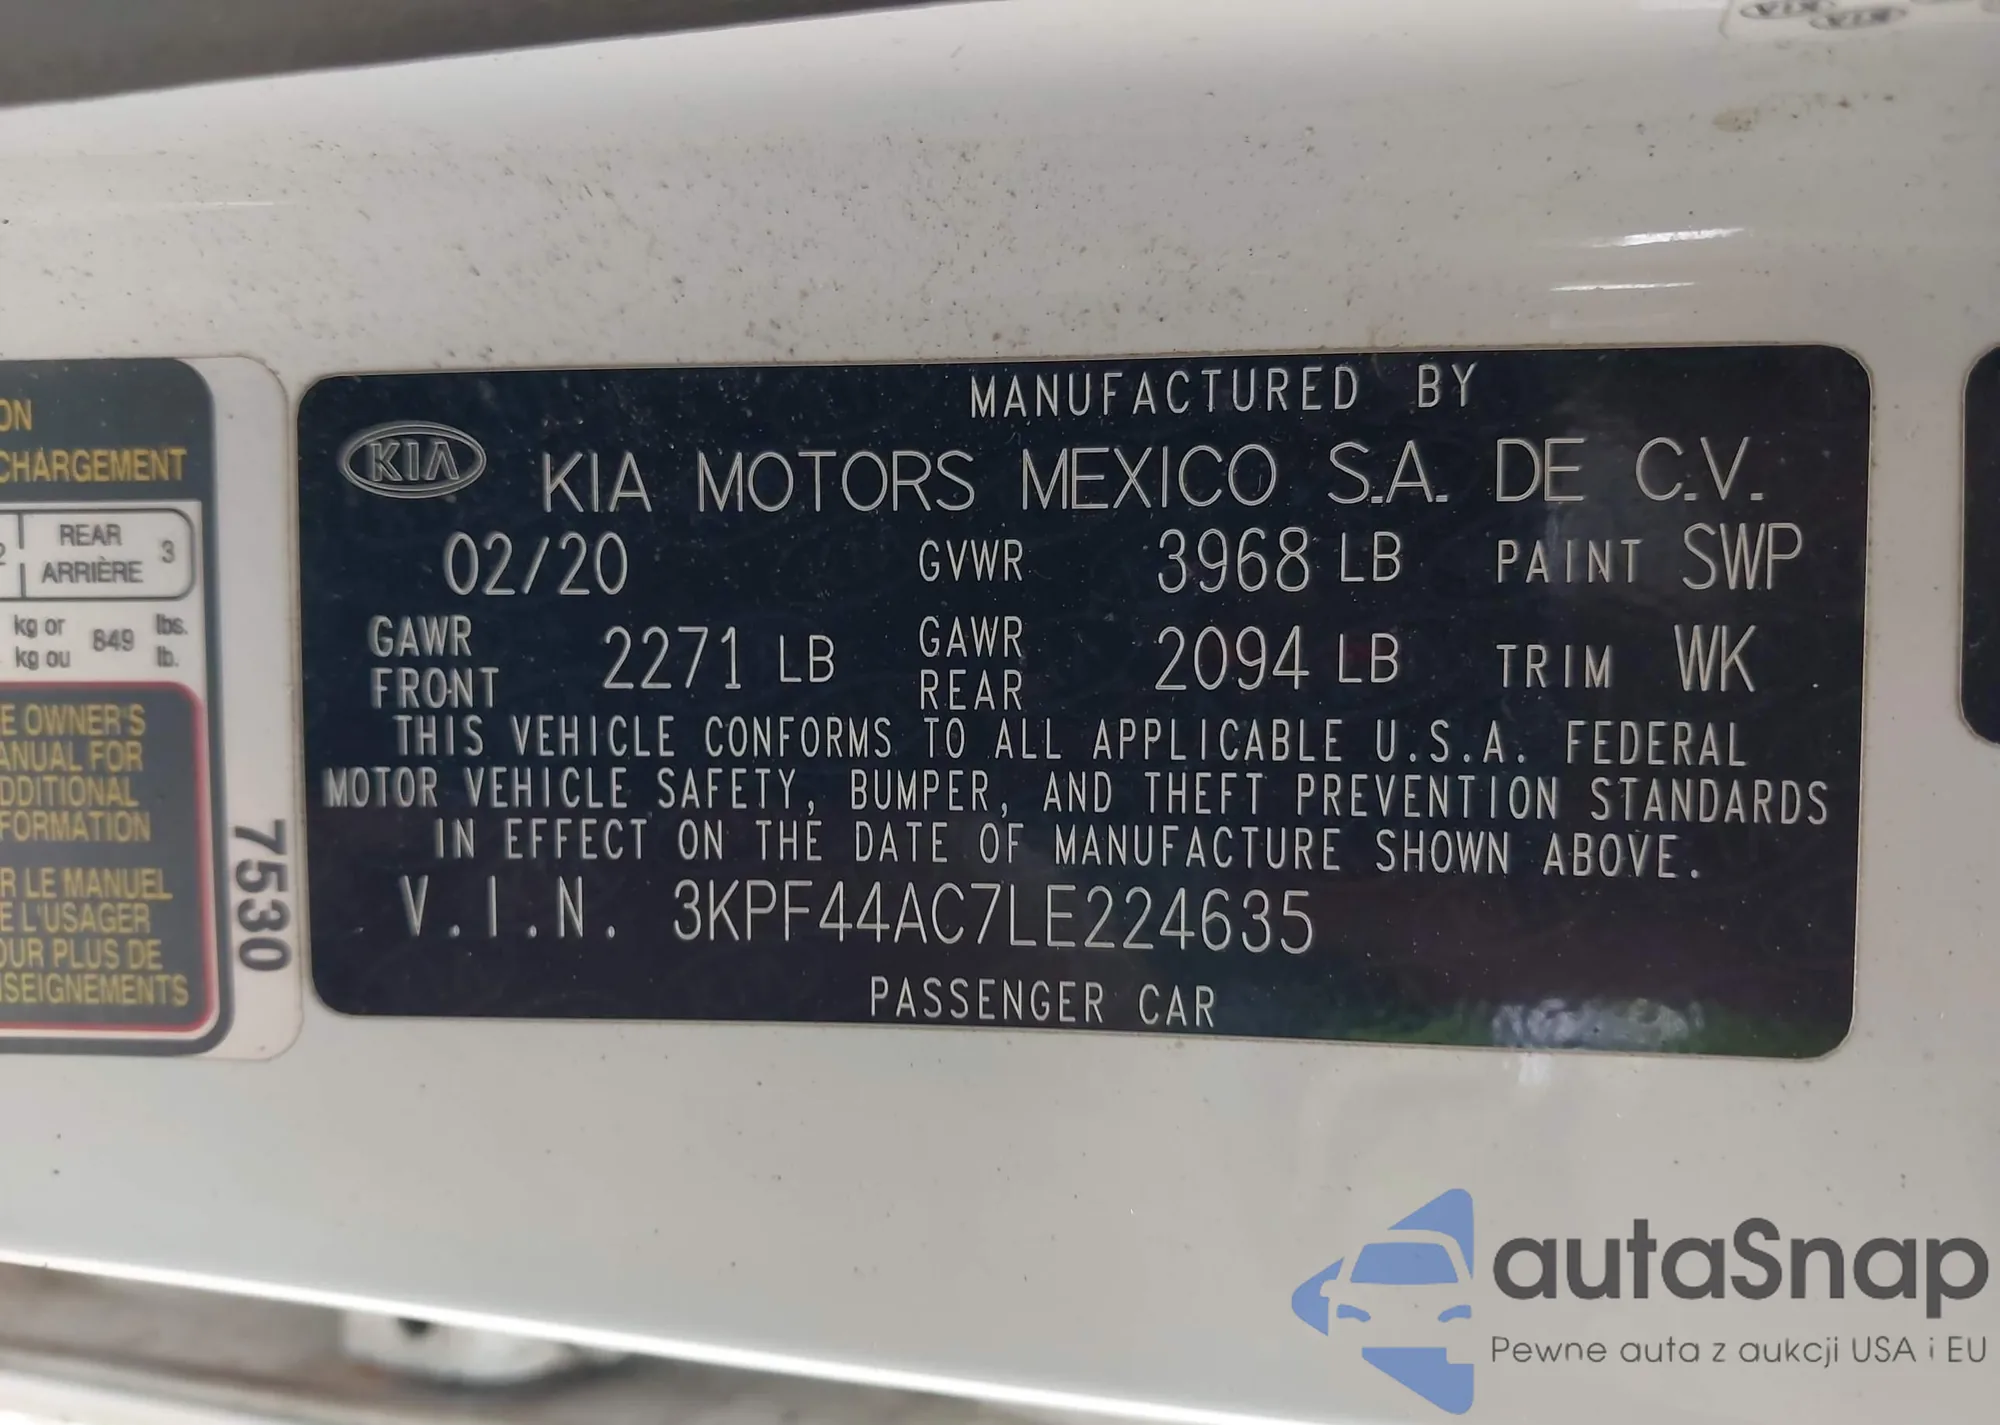 ON
CHARGEMENT
REAR
ARRIÈRE 3
kg or
kg ou 849 lbs.
lb.
E OWNER'S
ANUAL FOR
DDITIONAL
FORMATION
R LE MANUEL
E L'USAGER
OUR PLUS DE
NSEIGNEMENTS
7530
MANUFACTURED BY
KIA KIA MOTORS MEXICO S.A. DE C.V.
02/20 GVWR 3968 LB PAINT SWP
GAWR FRONT 2271 LB GAWR REAR 2094 LB TRIM WK
THIS VEHICLE CONFORMS TO ALL APPLICABLE U.S.A. FEDERAL
MOTOR VEHICLE SAFETY, BUMPER, AND THEFT PREVENTION STANDARDS
IN EFFECT ON THE DATE OF MANUFACTURE SHOWN ABOVE.
V.I.N. 3KPF44AC7LE224635
PASSENGER CAR
KIA KIA
autaSnap
Pewne auta z aukcji USA i EU